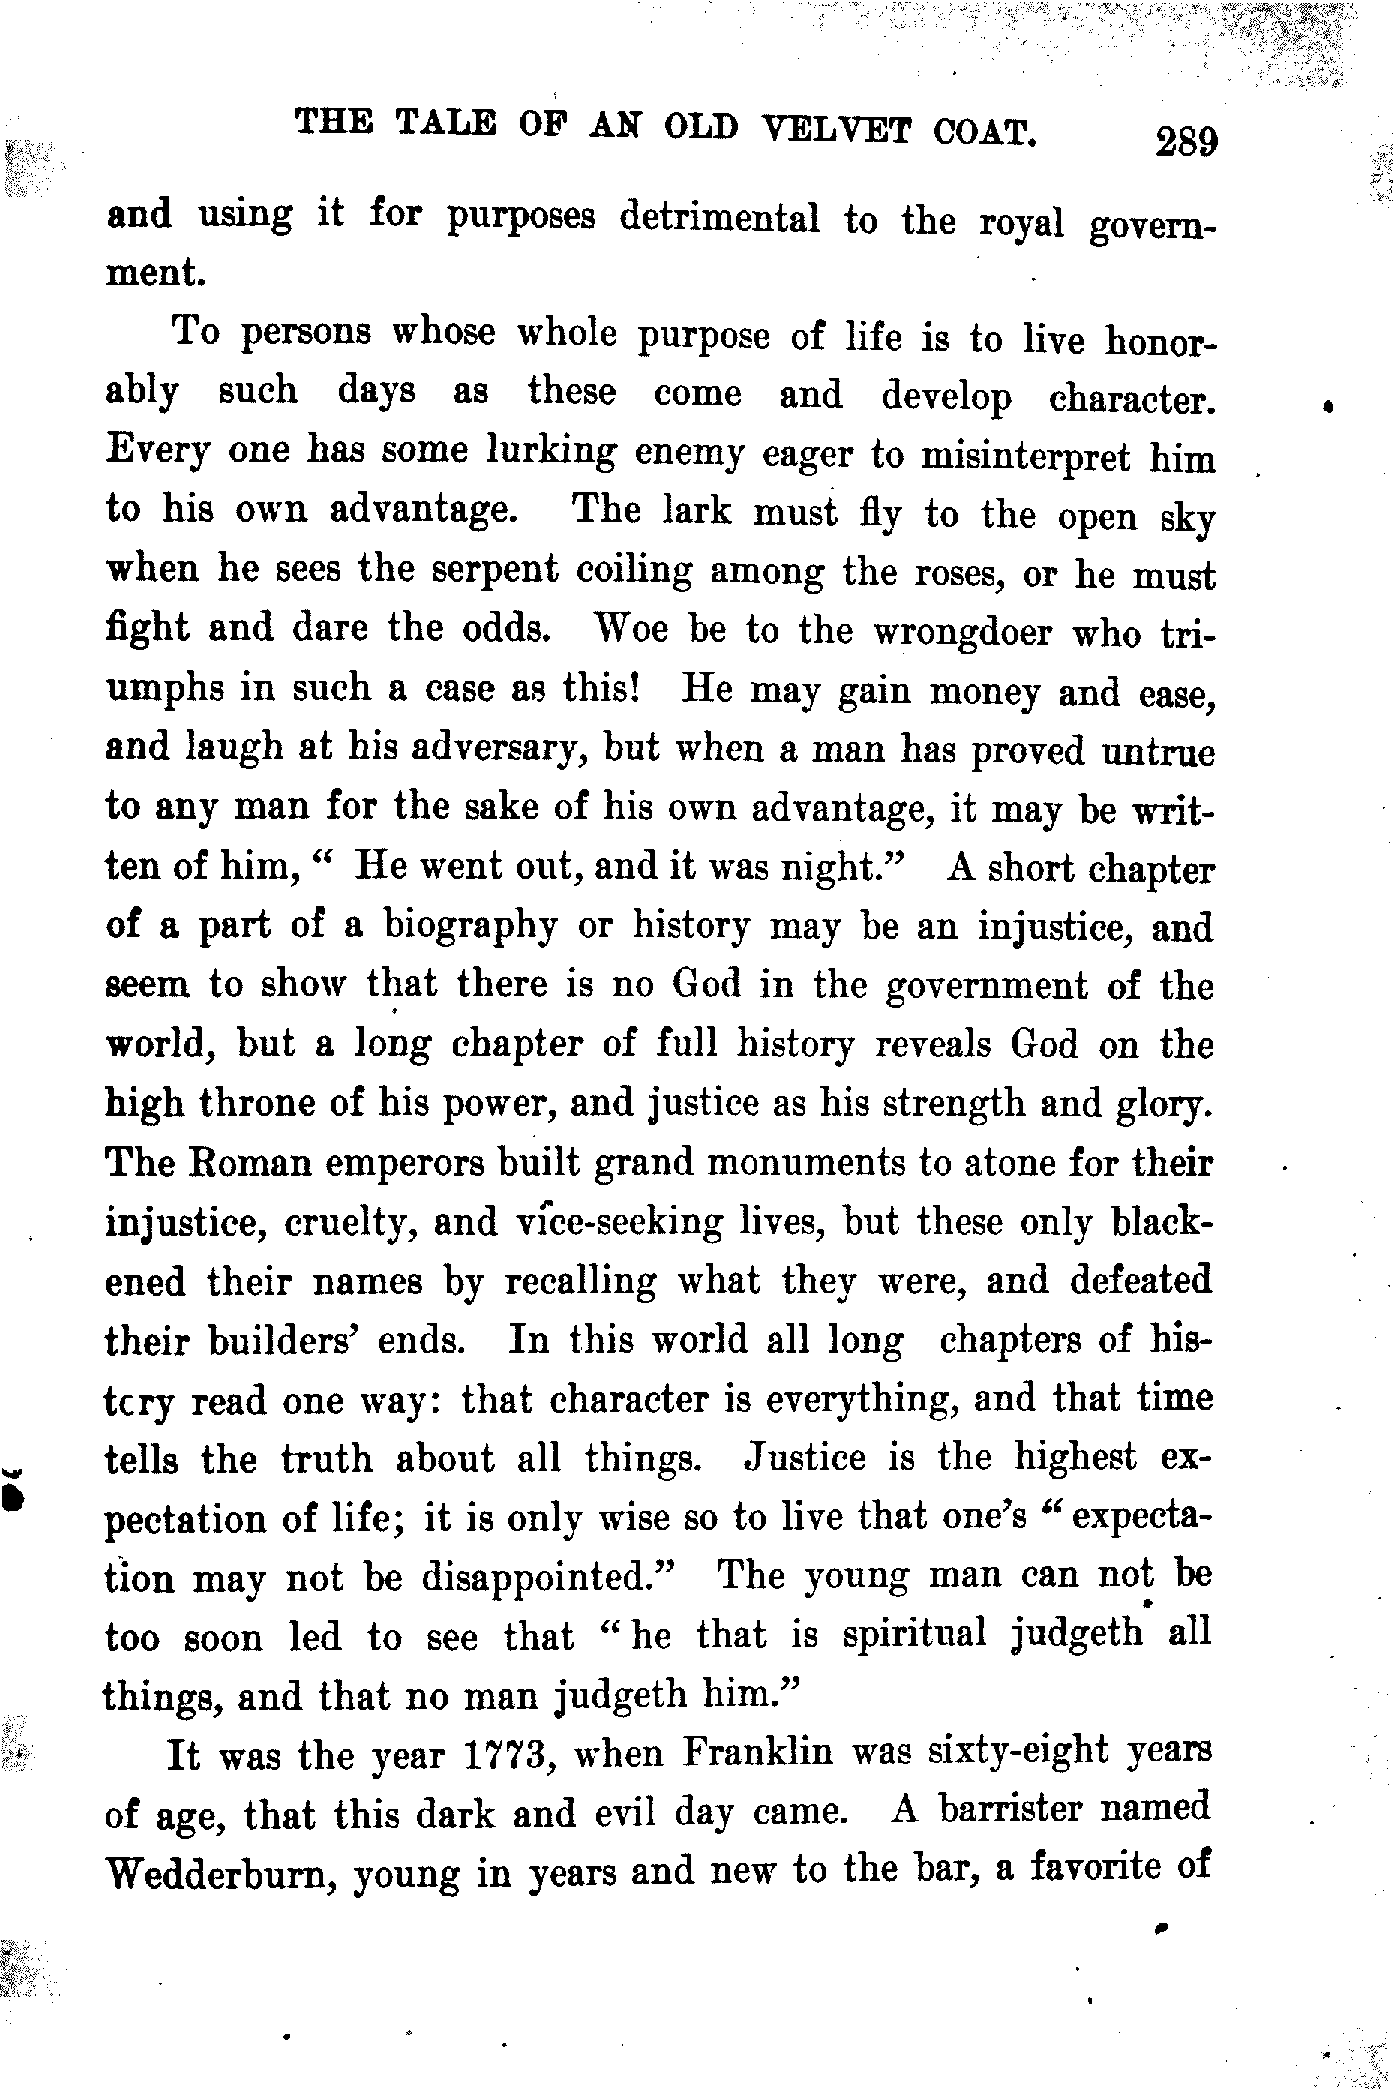 THE TALE OF AN OLD VELVET COAT. 289
and using it for purposes detrimental to the royal govern-
ment.
To persons whose whole purpose of life is to live honor-
ably such days as these come and develop character.
Every one has some lurking enemy eager to misinterpret him
to his own advantage. The lark must fly to the open sky
when he sees the serpent coiling among the roses, or he must
fight and dare the odds. Woe be to the wrongdoer who tri-
umphs in such a case as this! He may gain money and ease,
and laugh at his adversary, but when a man has proved untrue
to any man for the sake of his own advantage, it may be writ-
ten of him, “ He went out, and it was night.” A short chapter
of a part of a biography or history may be an injustice, and
seem to show that there is no God in the government of the
world, but a long chapter of full history reveals God on the
high throne of his power, and justice as his strength and glory.
The Roman emperors built grand monuments to atone for their
injustice, cruelty, and vice-seeking lives, but these only black-
ened their names by recalling what they were, and defeated
their builders’ ends. In this world all long chapters of his-
tcry read one way: that character is everything, and that time
tells the truth about all things. Justice is the highest ex-
pectation of life; it is only wise so to live that one’s “ expecta-
tion may not be disappointed.” The young man can not be
too soon led to see that “ he that is spiritual judgeth all
things, and that no man judgeth him.”
It was the year 1773, when Franklin was sixty-eight years
of age, that this dark and evil day came. A barrister named
Wedderburn, young in years and new to the bar, a favorite of